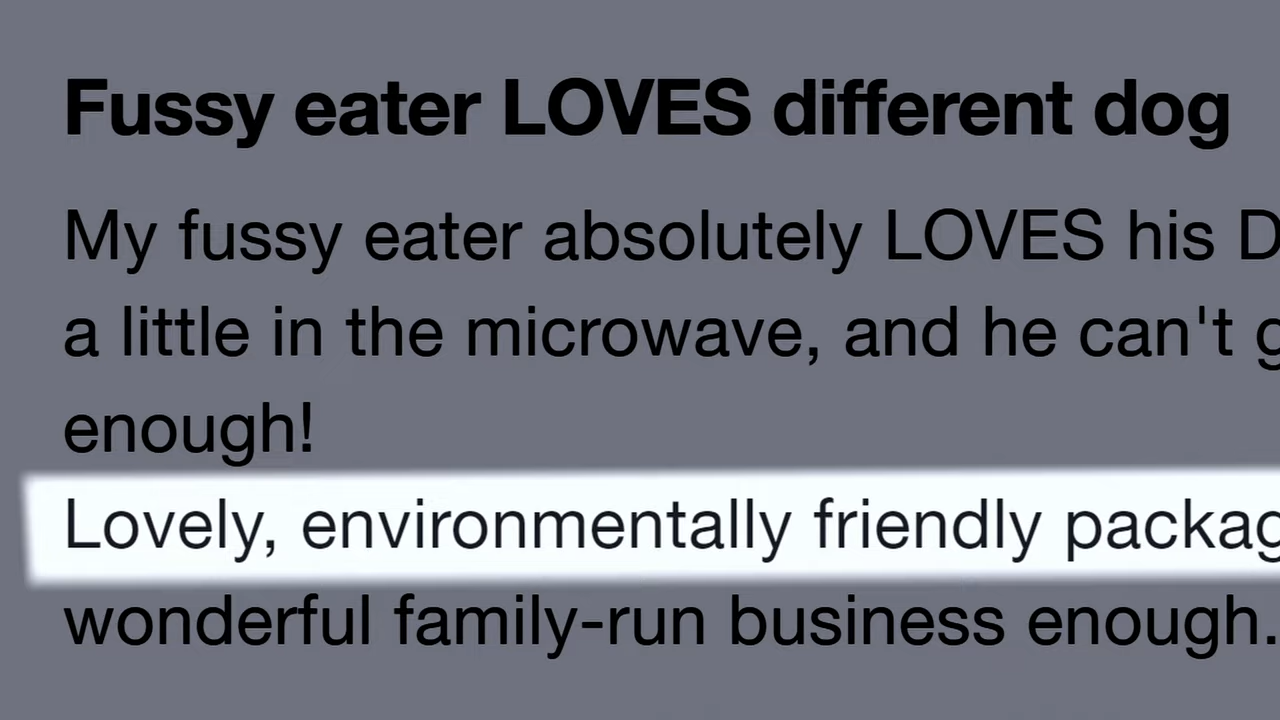 Fussy eater LOVES different dog
My fussy eater absolutely LOVES his D
a little in the microwave, and he can't g
enough!
Lovely, environmentally friendly packag
wonderful family-run business enough.